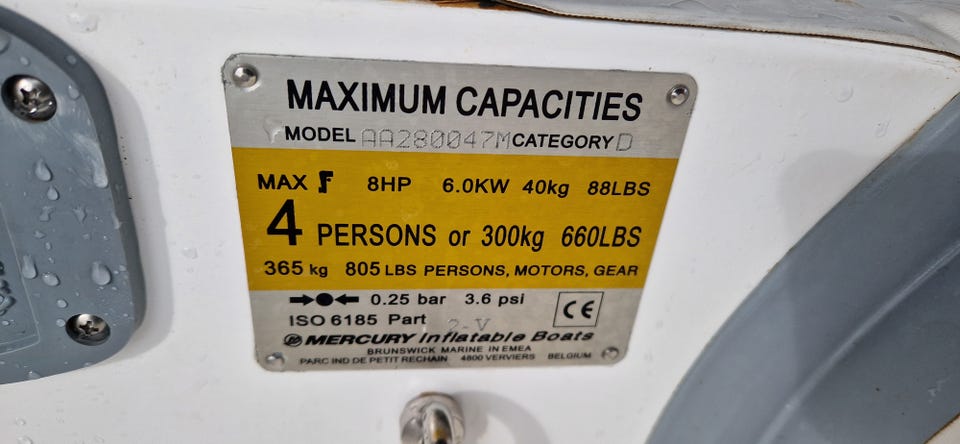 MAXIMUM CAPACITIES
MODEL AA280047M CATEGORY D
MAX 8HP 6.0KW 40kg 88LBS
4 PERSONS or 300kg 660LBS
365 kg 805 LBS PERSONS, MOTORS, GEAR
0.25 bar 3.6 psi CE
ISO 6185 Part 2-V
MERCURY Inflatable Boats
BRUNSWICK MARINE IN EMEA
PARC IND DE PETIT RECHAIN 4800 VERVIERS BELGIUM